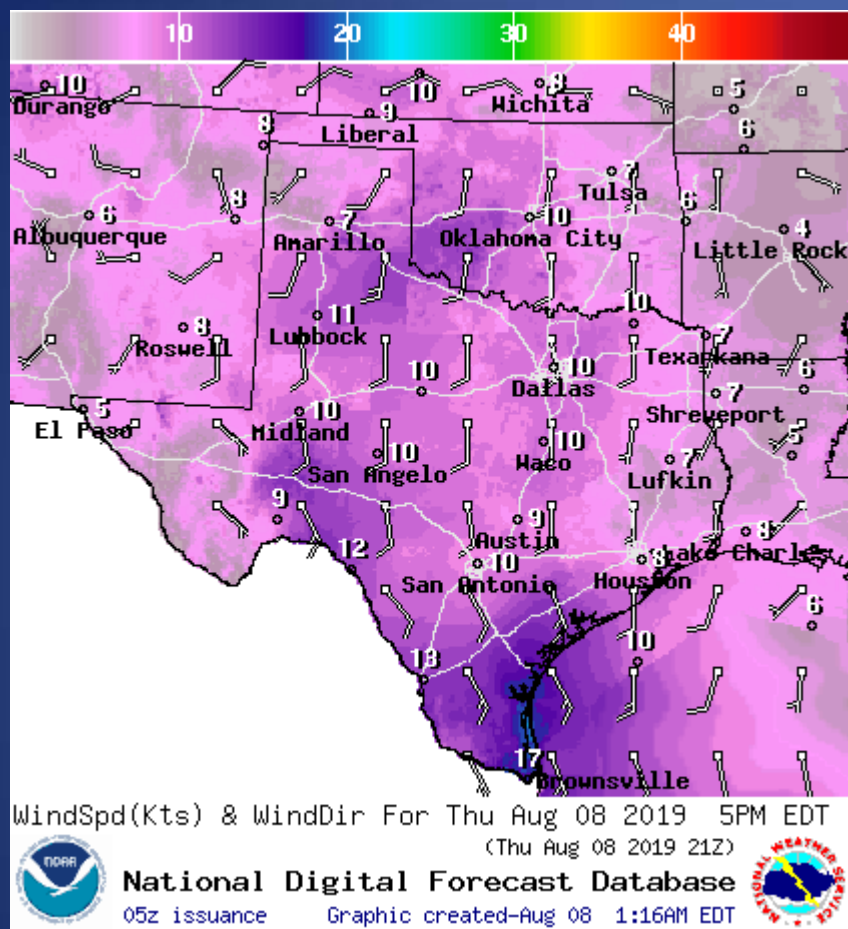 10 20 30 40
10 10 8 5
Durango Wichita
9
Liberal
8 6
7
Tulsa
6 8 7 10 6 4
Albuquerque Amarillo Oklahoma City Little Rock
11 10
8 Lubbock 7
Roswell Texarkana
10 10
Dallas 6
5 10 7
El Paso Midland Shreveport
10 10 5
San Angelo Waco 7
Lufkin
9 9 8
Austin Lake Charles
12 10 8
San Antonio Houston
6
13 10
17
Brownsville
WindSpd(Kts) & WindDir For Thu Aug 08 2019 5PM EDT
(Thu Aug 08 2019 21Z)
National Digital Forecast Database
05z issuance Graphic created-Aug 08 1:16AM EDT
NOAA
NATIONAL WEATHER SERVICE